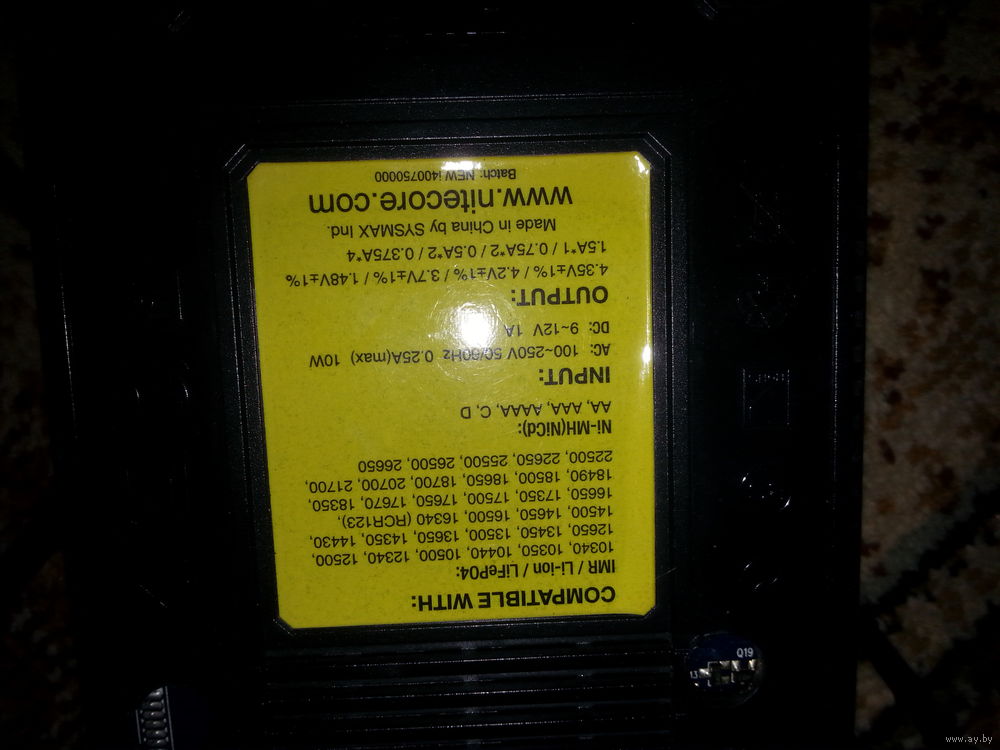 COMPATIBLE WITH:
IMR / Li-ion / LiFePO4:
10340, 10350, 10440, 10500, 12340, 12500,
12650, 13450, 13500, 13650, 14350, 14430,
14500, 14650, 16500, 16340 (RCR123),
16650, 17350, 17500, 17650, 17670, 18350,
18490, 18500, 18650, 18700, 20700, 21700,
22500, 22650, 25500, 26500, 26650
Ni-MH(NiCd):
AA, AAA, AAAA, C, D
INPUT:
AC: 100~250V 50/60Hz 0.25A(max) 10W
DC: 9~12V 1A
OUTPUT:
4.35V±1% / 4.2V±1% / 3.7V±1% / 1.48V±1%
1.5A*1 / 0.75A*2 / 0.5A*2 / 0.375A*4
Made in China by SYSMAX Ind.
www.nitecore.com
Batch: NEW i400750000
Q19
13
www.ay.by